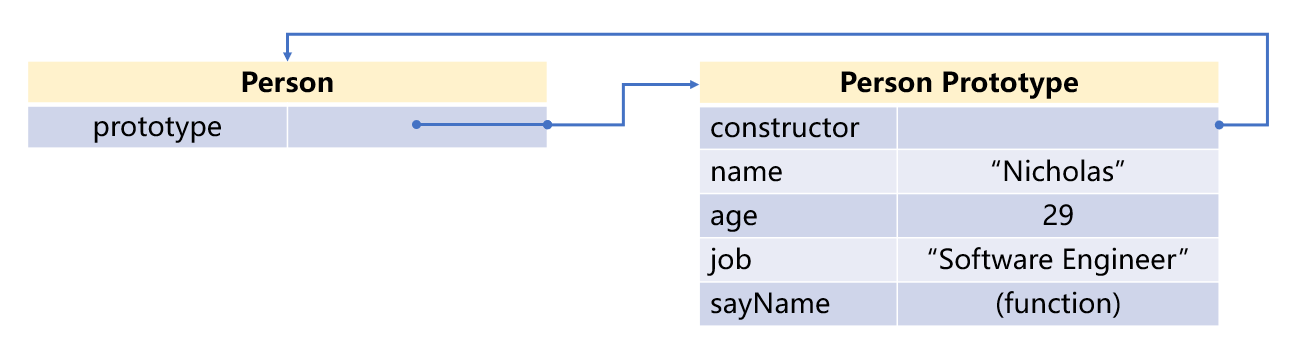 Person
prototype
Person Prototype
constructor
name “Nicholas”
age 29
job “Software Engineer”
sayName (function)